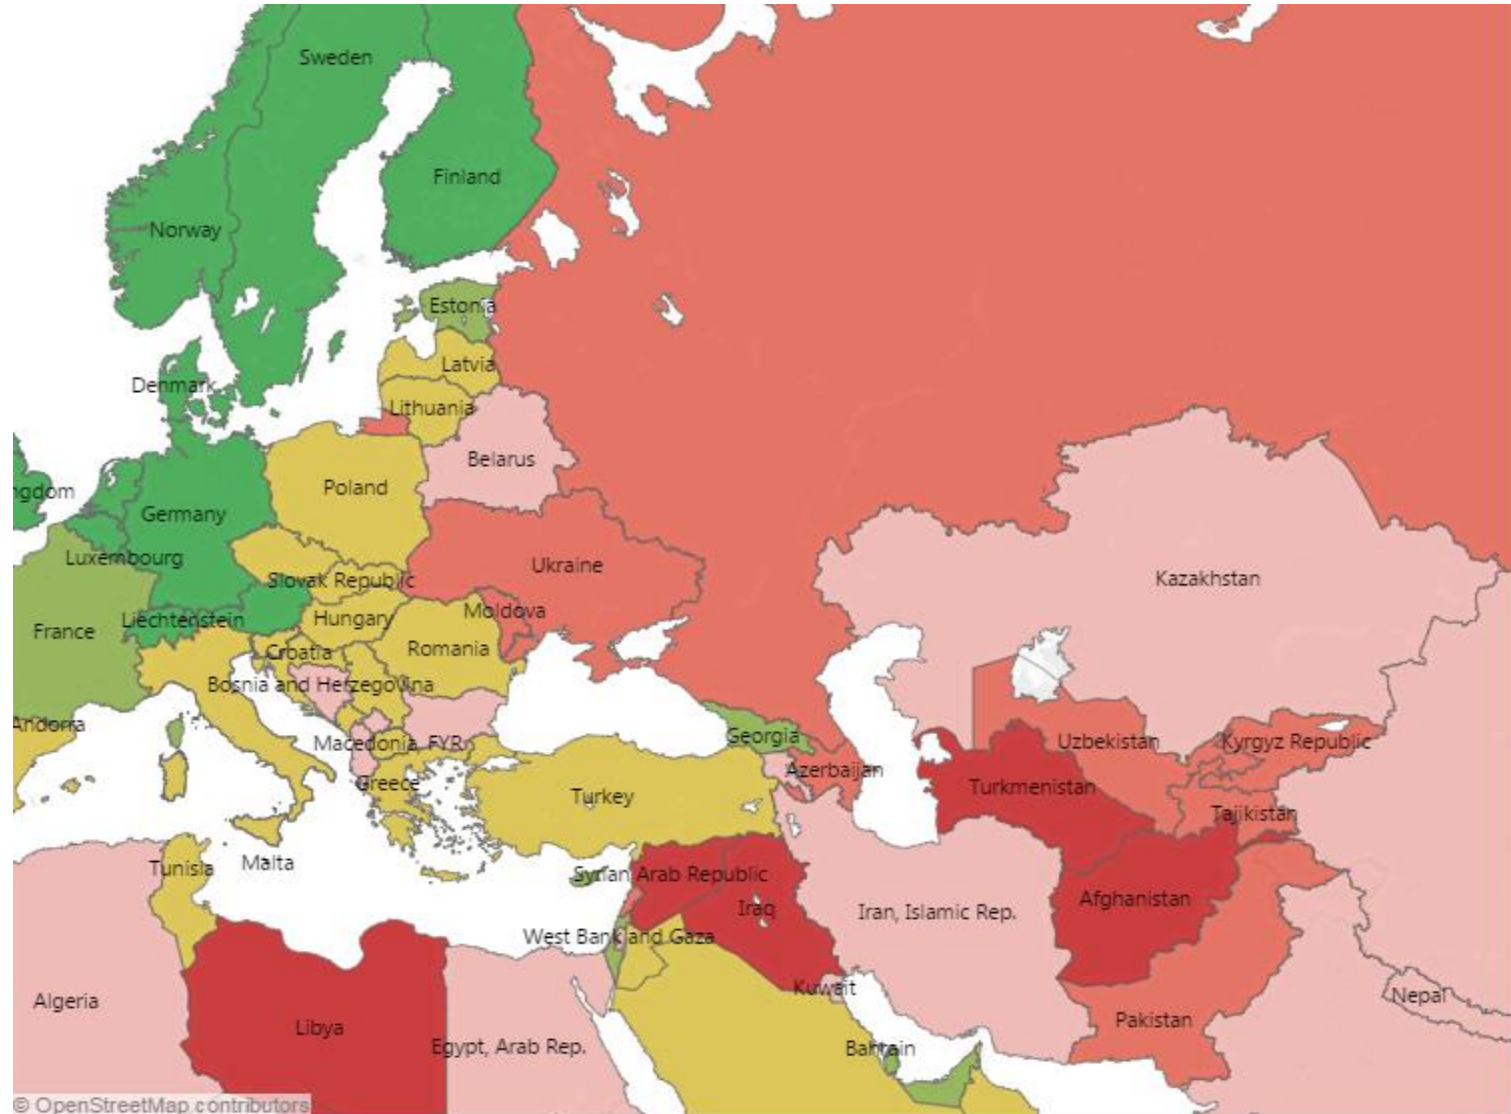 Sweden
Finland
Norway
Estonia
Latvia
Denmark
Lithuania
Belarus
Poland
ngdom
Germany
Luxembourg
Ukraine
Slovak Republic
Kazakhstan
Moldova
Liechtenstein
Hungary
France
Romania
Croatia
Bosnia and Herzegovina
Andorra
Georgia
Macedonia, FYR
Uzbekistan
Kyrgyz Republic
Azerbaijan
Greece
Turkmenistan
Turkey
Tajikistan
Malta
Tunisia
Syrian Arab Republic
Afghanistan
Iraq
Iran, Islamic Rep.
West Bank and Gaza
Kuwait
Nepal
Algeria
Libya
Pakistan
Egypt, Arab Rep.
Bahrain
© OpenStreetMap contributors